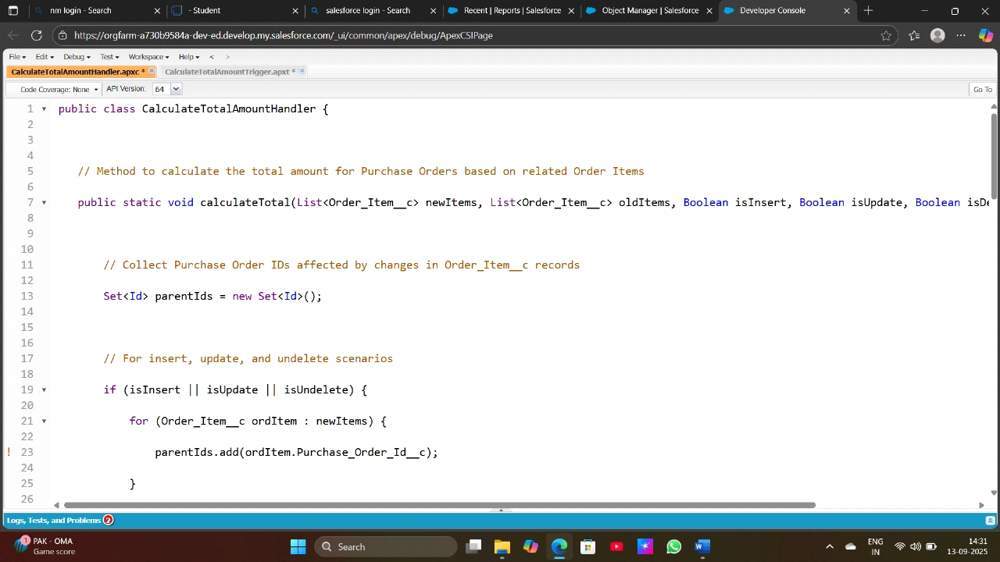 nm login - Search
- Student
salesforce login - Search
Recent | Reports | Salesforce
Object Manager | Salesforce
Developer Console
https://orgfarm-a730b9584a-dev-ed.develop.my.salesforce.com/_ui/common/apex/debug/ApexCSIPage
File Edit Debug Test Workspace Help < >
CalculateTotalAmountHandler.apxc * CalculateTotalAmountTrigger.apxt *
Code Coverage: None API Version: 64 Go To
1 public class CalculateTotalAmountHandler {
2
3
4
5 // Method to calculate the total amount for Purchase Orders based on related Order Items
6
7 public static void calculateTotal(List<Order_Item__c> newItems, List<Order_Item__c> oldItems, Boolean isInsert, Boolean isUpdate, Boolean isDe
8
9
10
11 // Collect Purchase Order IDs affected by changes in Order_Item__c records
12
13 Set<Id> parentIds = new Set<Id>();
14
15
16
17 // For insert, update, and undelete scenarios
18
19 if (isInsert || isUpdate || isUndelete) {
20
21 for (Order_Item__c ordItem : newItems) {
22
! 23 parentIds.add(ordItem.Purchase_Order_Id__c);
24
25 }
26
Logs, Tests, and Problems 2
1 PAK - OMA
Game score
Search
ENG
IN
14:31
13-09-2025